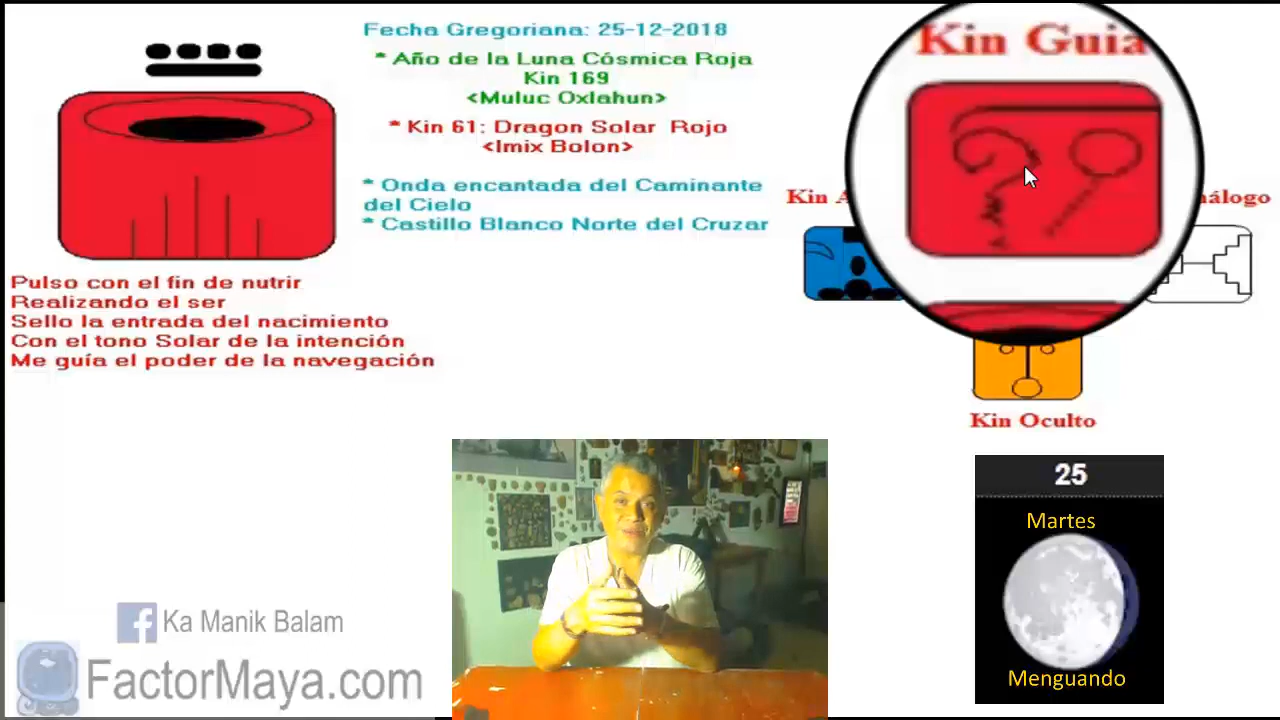 Fecha Gregoriana: 25-12-2018
* Año de la Luna Cósmica Roja
Kin 169
<Muluc Oxlahun>
* Kin 61: Dragon Solar Rojo
<Imix Bolon>
* Onda encantada del Caminante
del Cielo
* Castillo Blanco Norte del Cruzar
Pulso con el fin de nutrir
Realizando el ser
Sello la entrada del nacimiento
Con el tono Solar de la intención
Me guía el poder de la navegación
Kin Guia
Kin A
nálogo
Kin Oculto
25
Martes
Menguando
Ka Manik Balam
FactorMaya.com